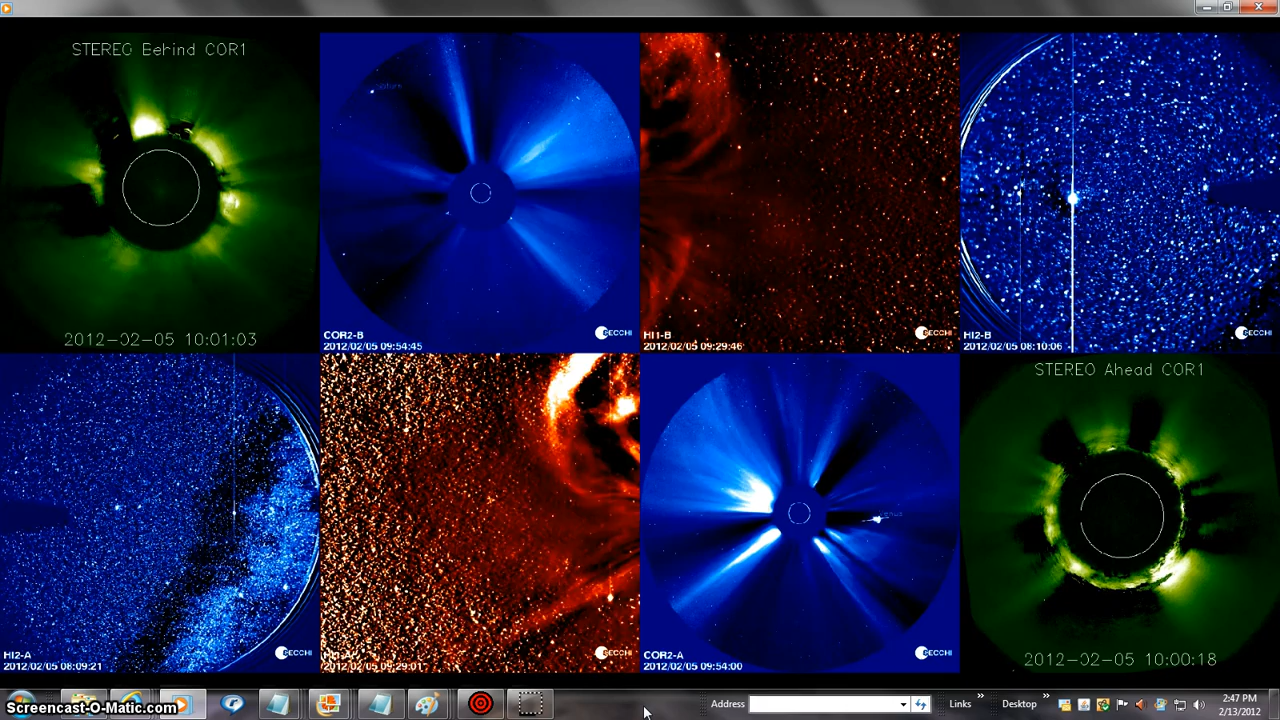 STEREO Behind COR1
2012-02-05 10:01:03
Saturn
COR2-B
2012/02/05 09:54:45
SECCHI
HI1-B
2012/02/05 09:29:46
SECCHI
HI2-B
2012/02/05 08:10:06
SECCHI
HI2-A
2012/02/05 08:09:21
SECCHI
2012/02/05 09:29:01
SECCHI
Venus
COR2-A
2012/02/05 09:54:00
SECCHI
STEREO Ahead COR1
2012-02-05 10:00:18
Screencast-O-Matic.com
Address
Links
»
Desktop
»
2:47 PM
2/13/2012